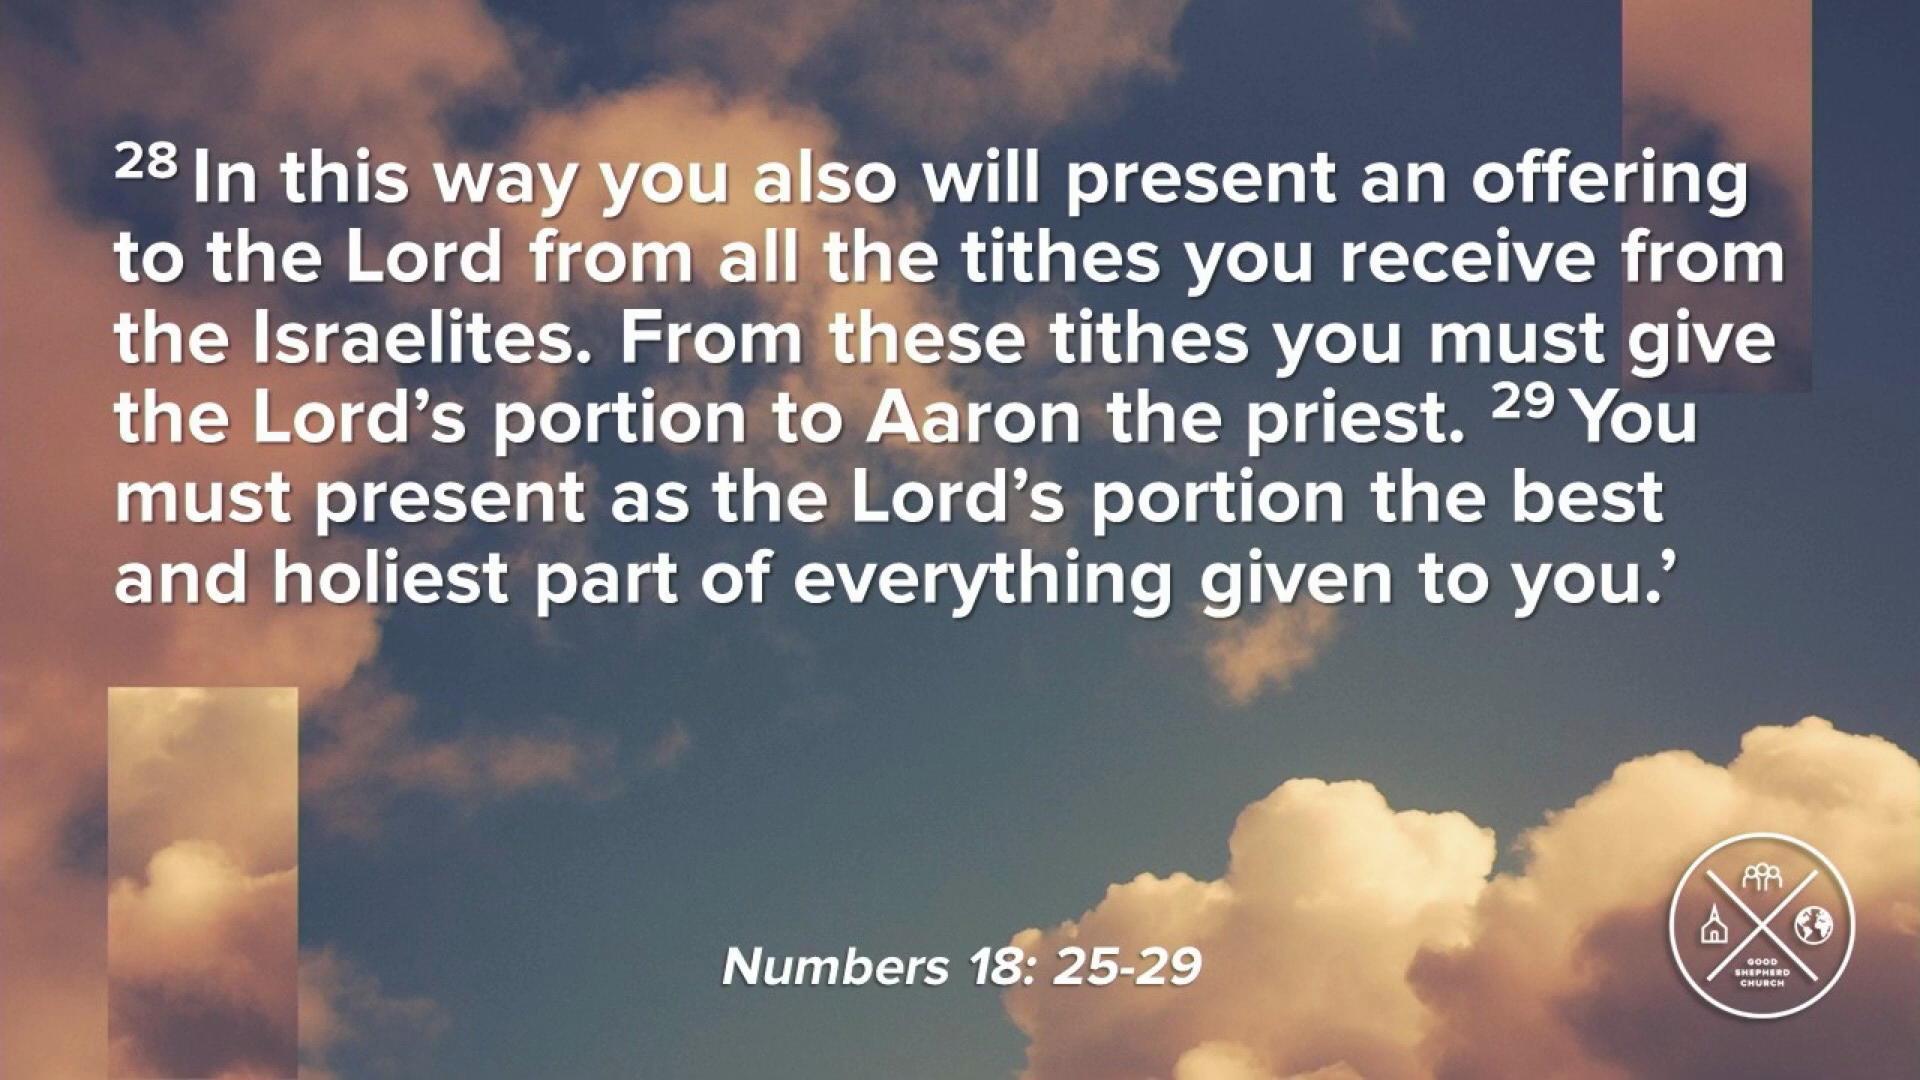 28 In this way you also will present an offering
to the Lord from all the tithes you receive from
the Israelites. From these tithes you must give
the Lord’s portion to Aaron the priest. 29 You
must present as the Lord’s portion the best
and holiest part of everything given to you.’
Numbers 18: 25-29
GOOD
SHEPHERD
CHURCH